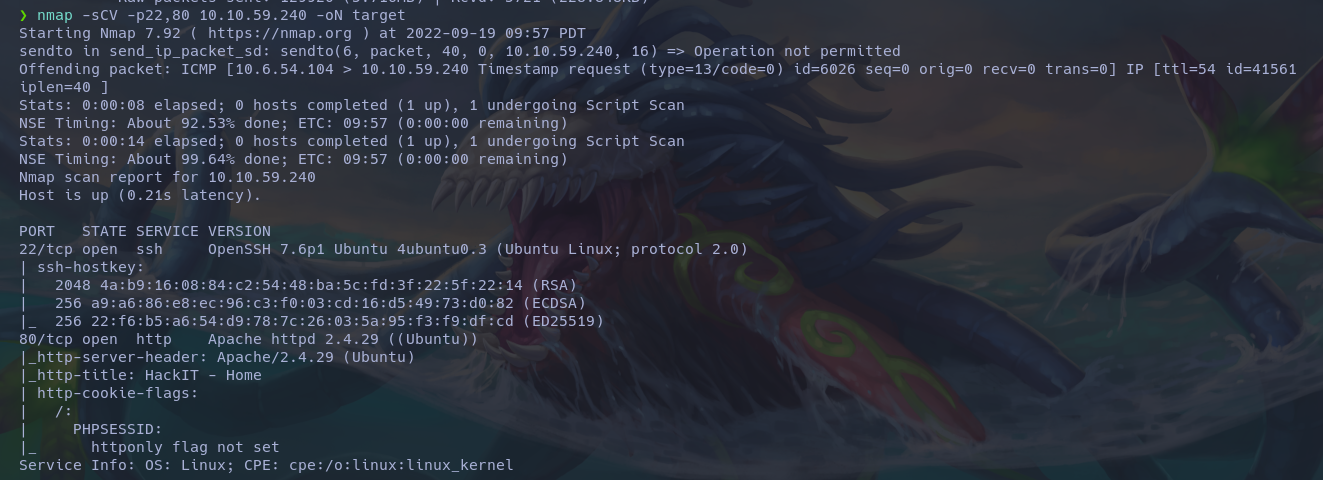 ❯ nmap -sCV -p22,80 10.10.59.240 -oN target
Starting Nmap 7.92 ( https://nmap.org ) at 2022-09-19 09:57 PDT
sendto in send_ip_packet_sd: sendto(6, packet, 40, 0, 10.10.59.240, 16) => Operation not permitted
Offending packet: ICMP [10.6.54.104 > 10.10.59.240 Timestamp request (type=13/code=0) id=6026 seq=0 orig=0 recv=0 trans=0] IP [ttl=54 id=41561
iplen=40 ]
Stats: 0:00:08 elapsed; 0 hosts completed (1 up), 1 undergoing Script Scan
NSE Timing: About 92.53% done; ETC: 09:57 (0:00:00 remaining)
Stats: 0:00:14 elapsed; 0 hosts completed (1 up), 1 undergoing Script Scan
NSE Timing: About 99.64% done; ETC: 09:57 (0:00:00 remaining)
Nmap scan report for 10.10.59.240
Host is up (0.21s latency).

PORT   STATE SERVICE VERSION
22/tcp open  ssh     OpenSSH 7.6p1 Ubuntu 4ubuntu0.3 (Ubuntu Linux; protocol 2.0)
| ssh-hostkey:
|   2048 4a:b9:16:08:84:c2:54:48:ba:5c:fd:3f:22:5f:22:14 (RSA)
|   256 a9:a6:86:e8:ec:96:c3:f0:03:cd:16:d5:49:73:d0:82 (ECDSA)
|_  256 22:f6:b5:a6:54:d9:78:7c:26:03:5a:95:f3:f9:df:cd (ED25519)
80/tcp open  http    Apache httpd 2.4.29 ((Ubuntu))
|_http-server-header: Apache/2.4.29 (Ubuntu)
|_http-title: HackIT - Home
| http-cookie-flags:
|   /:
|     PHPSESSID:
|_      httponly flag not set
Service Info: OS: Linux; CPE: cpe:/o:linux:linux_kernel